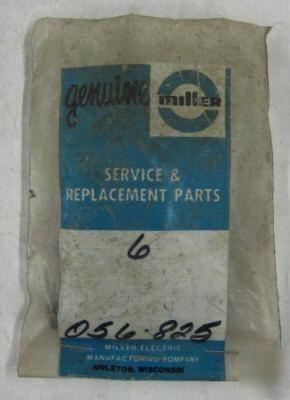 genuine
miller
SERVICE &
REPLACEMENT PARTS
6
056-825
MILLER ELECTRIC
MANUFACTURING COMPANY
APPLETON, WISCONSIN